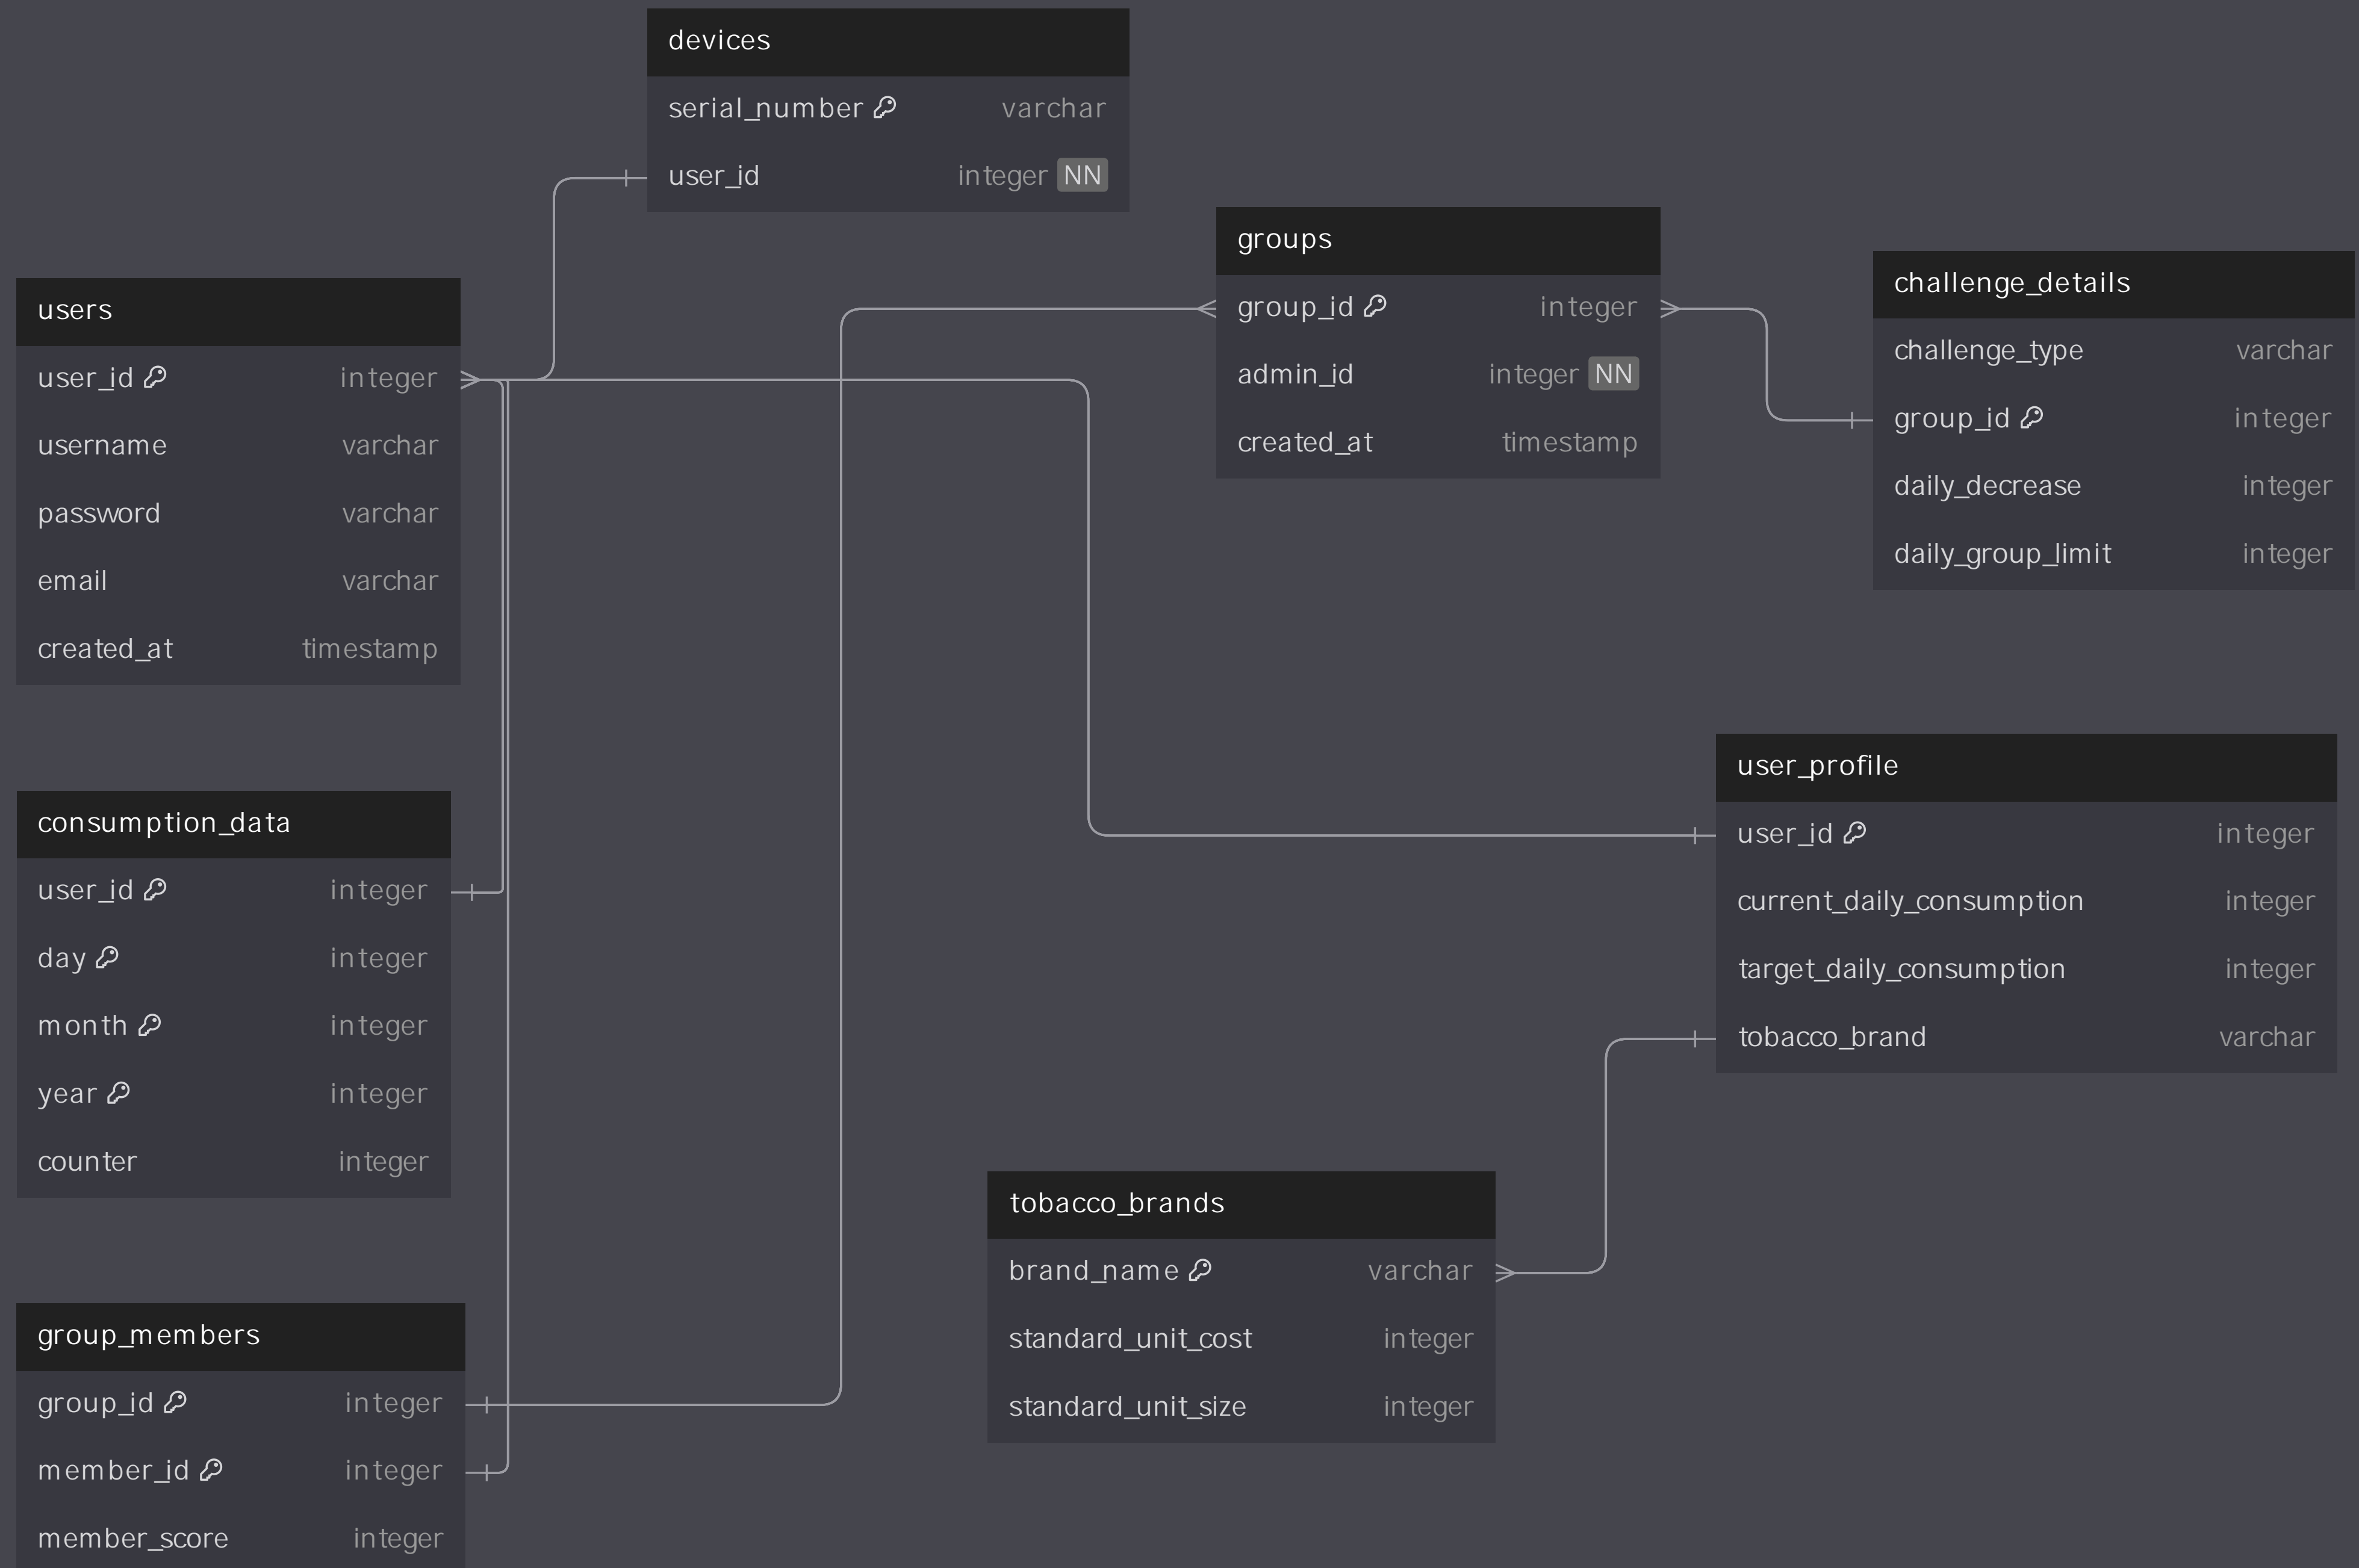 devices
serial_number varchar
user_id integer NN
users
user_id integer
username varchar
password varchar
email varchar
created_at timestamp
groups
group_id integer
admin_id integer NN
created_at timestamp
challenge_details
challenge_type varchar
group_id integer
daily_decrease integer
daily_group_limit integer
consumption_data
user_id integer
day integer
month integer
year integer
counter integer
user_profile
user_id integer
current_daily_consumption integer
target_daily_consumption integer
tobacco_brand varchar
tobacco_brands
brand_name varchar
standard_unit_cost integer
standard_unit_size integer
group_members
group_id integer
member_id integer
member_score integer